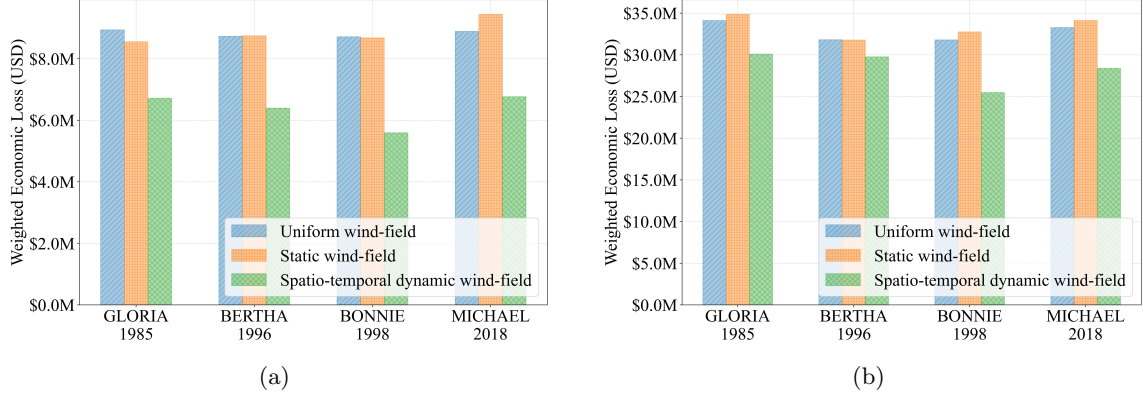 Weighted Economic Loss (USD)
$8.0M
$6.0M
$4.0M
$2.0M
$0.0M
Uniform wind-field
Static wind-field
Spatio-temporal dynamic wind-field
GLORIA
1985
BERTHA
1996
BONNIE
1998
MICHAEL
2018
(a)
Weighted Economic Loss (USD)
$35.0M
$30.0M
$25.0M
$20.0M
$15.0M
$10.0M
$5.0M
$0.0M
Uniform wind-field
Static wind-field
Spatio-temporal dynamic wind-field
GLORIA
1985
BERTHA
1996
BONNIE
1998
MICHAEL
2018
(b)